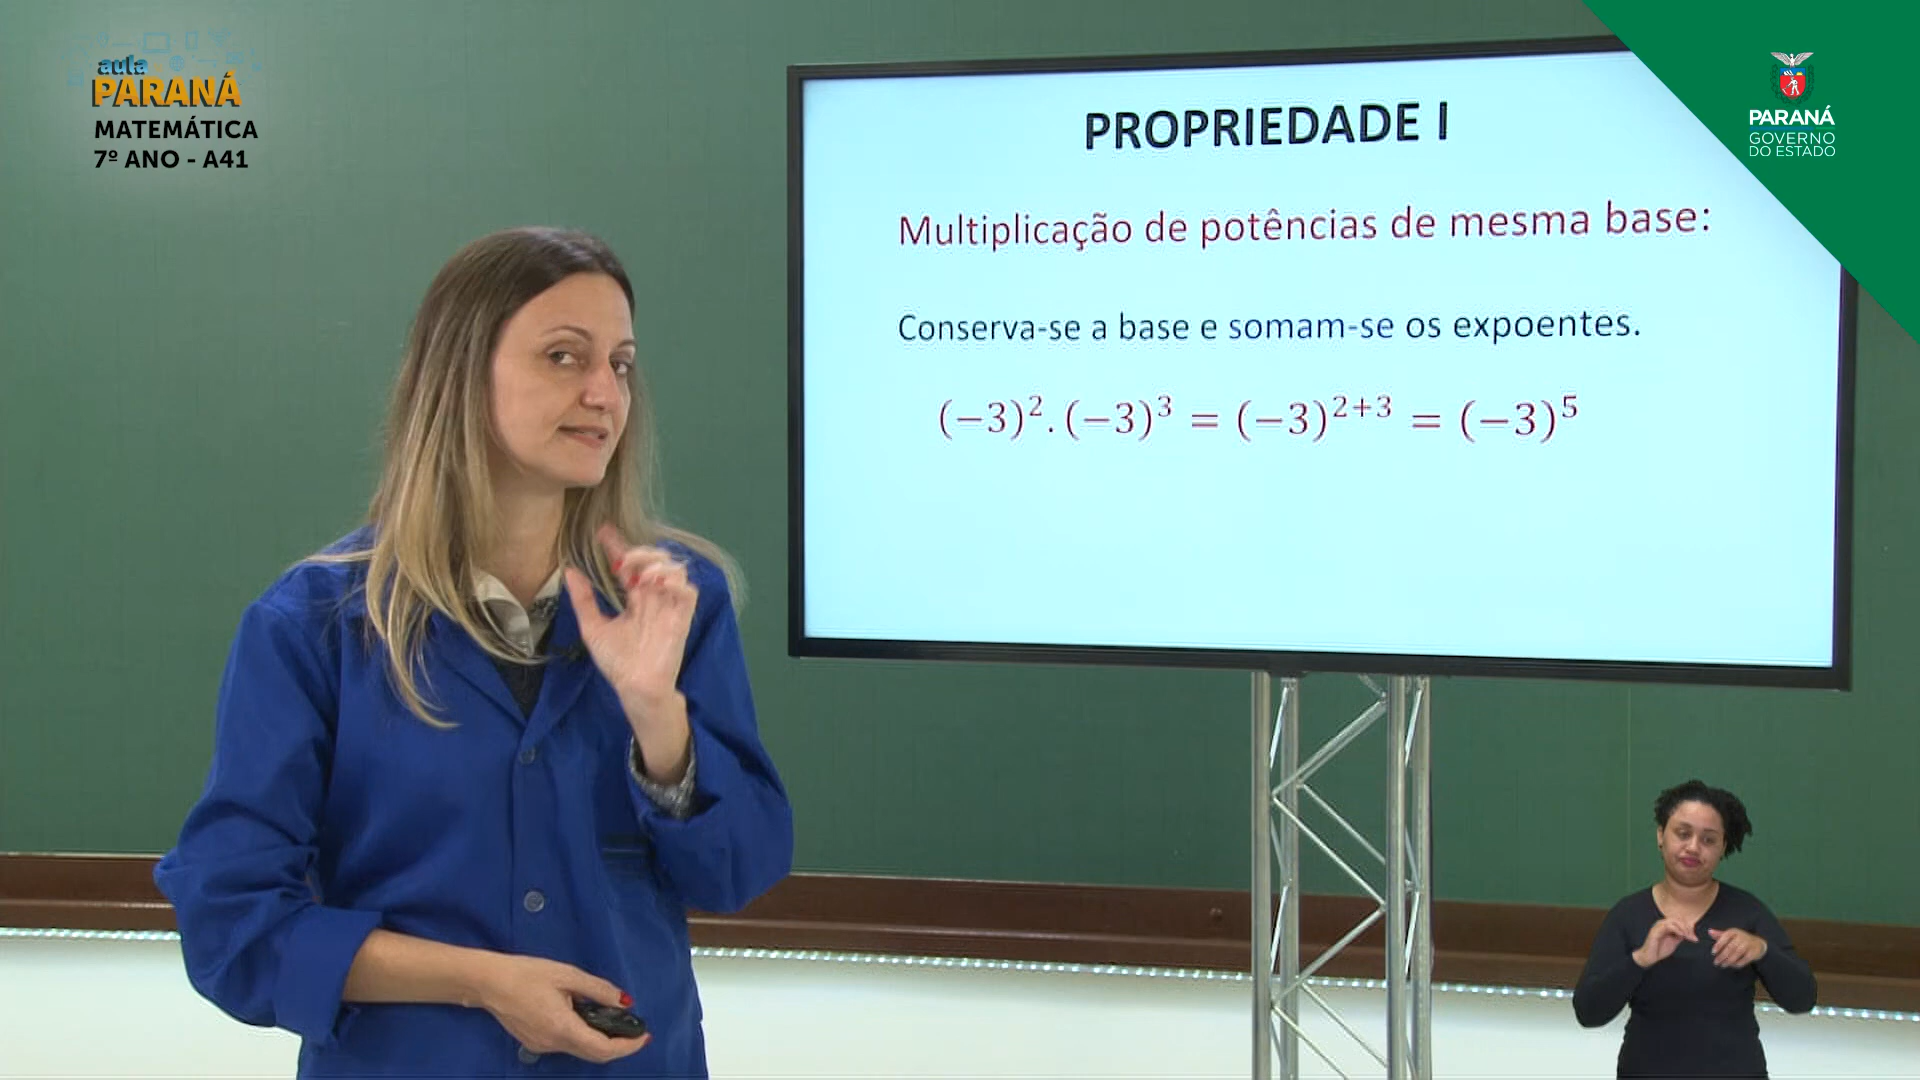 aula
PARANÁ
MATEMÁTICA
7º ANO - A41
PROPRIEDADE I
Multiplicação de potências de mesma base:
Conserva-se a base e somam-se os expoentes.
(−3)². (−3)³ = (−3)²⁺³ = (−3)⁵
PARANÁ
GOVERNO
DO ESTADO